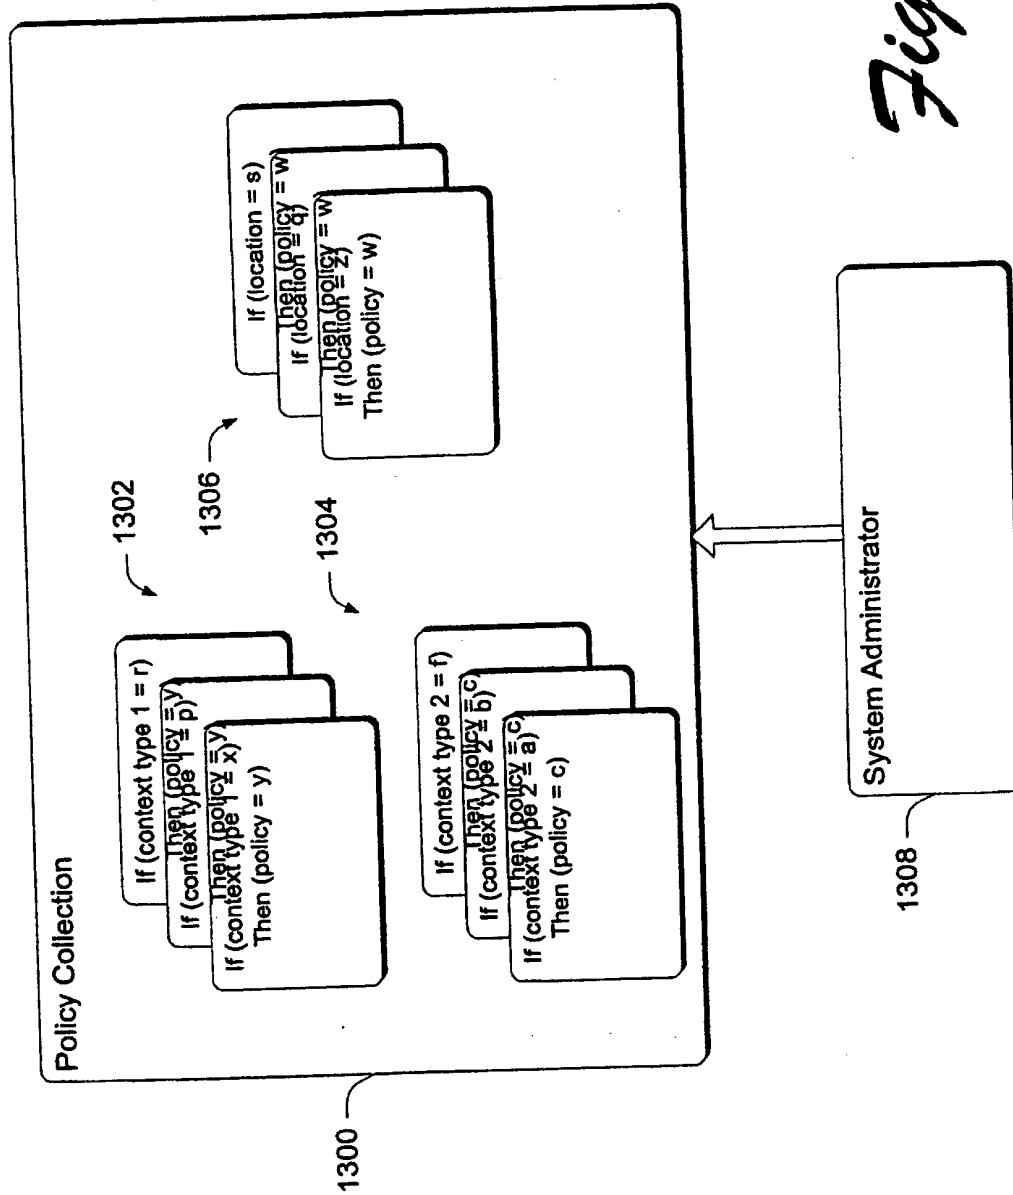 Policy Collection
1300
1302
If (context type 1 = r)
Then (policy = y
If (context type 1 = p)
Then (policy = y
If (context type 1 = x)
Then (policy = y)
1304
If (context type 2 = f)
Then (policy = c
If (context type 2 = b)
Then (policy = c
If (context type 2 = a)
Then (policy = c)
1306
If (location = s)
Then (policy = w
If (location = q)
Then (policy = w
If (location = z)
Then (policy = w)
System Administrator
1308
Fig